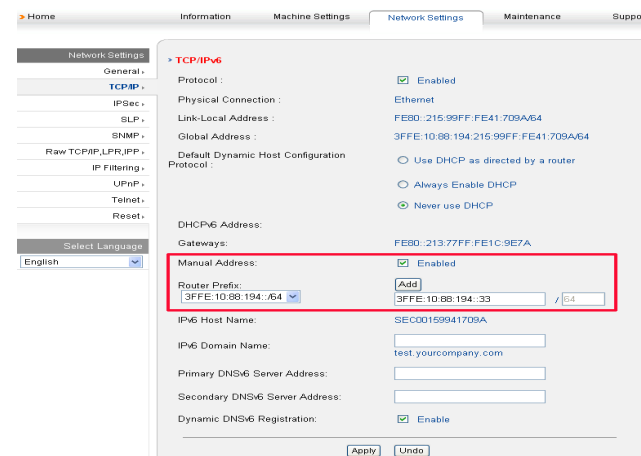 > Home Information Machine Settings Network Settings Maintenance Suppo
Network Settings
General
TCP/IP
IPSec
SLP
SNMP
Raw TCP/IP,LPR,IPP
IP Filtering
UPnP
Telnet
Reset
Select Language
English
> TCP/IPv6
Protocol : Enabled
Physical Connection : Ethernet
Link-Local Address : FE80::215:99FF:FE41:709A/64
Global Address : 3FFE:10:88:194:215:99FF:FE41:709A/64
Default Dynamic Host Configuration
Protocol : Use DHCP as directed by a router
Always Enable DHCP
Never use DHCP
DHCPv6 Address:
Gateways: FE80::213:77FF:FE1C:9E7A
Manual Address: Enabled
Router Prefix: Add
3FFE:10:88:194::/64 3FFE:10:88:194::33 / 64
IPv6 Host Name: SEC00159941709A
IPv6 Domain Name:
test.yourcompany.com
Primary DNSv6 Server Address:
Secondary DNSv6 Server Address:
Dynamic DNSv6 Registration: Enable
Apply Undo